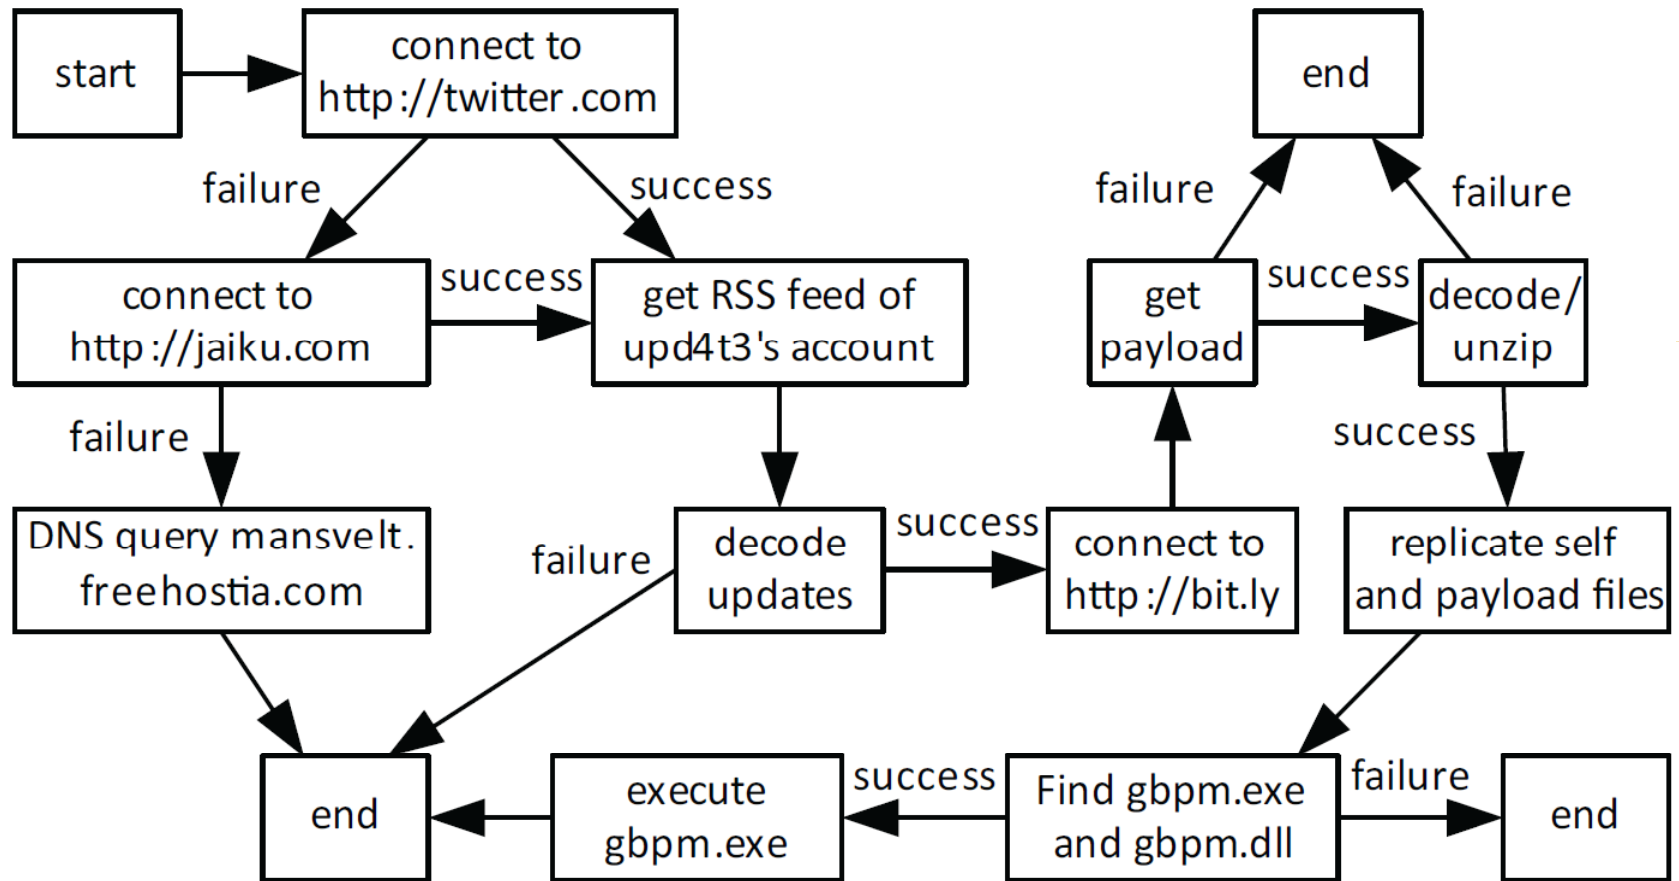 start
connect to
http://twitter.com
end
failure
success
failure
failure
connect to
http://jaiku.com
success
get RSS feed of
upd4t3's account
get
payload
success
decode/
unzip
failure
success
DNS query mansvelt.
freehostia.com
failure
decode
updates
success
connect to
http://bit.ly
replicate self
and payload files
end
execute
gbpm.exe
success
Find gbpm.exe
and gbpm.dll
failure
end